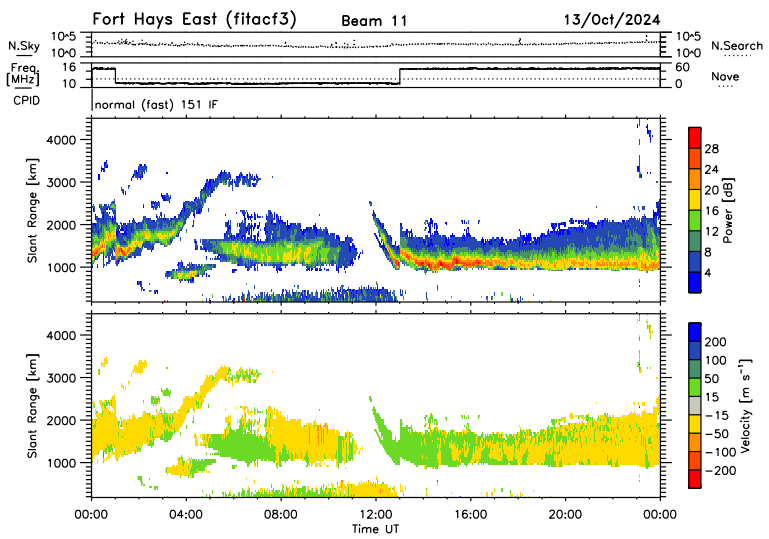 Fort Hays East (fitacf3) Beam 11 13/Oct/2024
N.Sky 10^5 10^5 N.Search
10^0 10^0
Freq. 16 60
[MHz] 10 0 Nave
CPID normal (fast) 151 IF
4000
3000
2000
1000
Slant Range [km]
28
24
20
16
12
8
4
Power [dB]
4000
3000
2000
1000
Slant Range [km]
200
100
50
15
-15
-50
-100
-200
Velocity [m s⁻¹]
00:00 04:00 08:00 12:00 16:00 20:00 00:00
Time UT